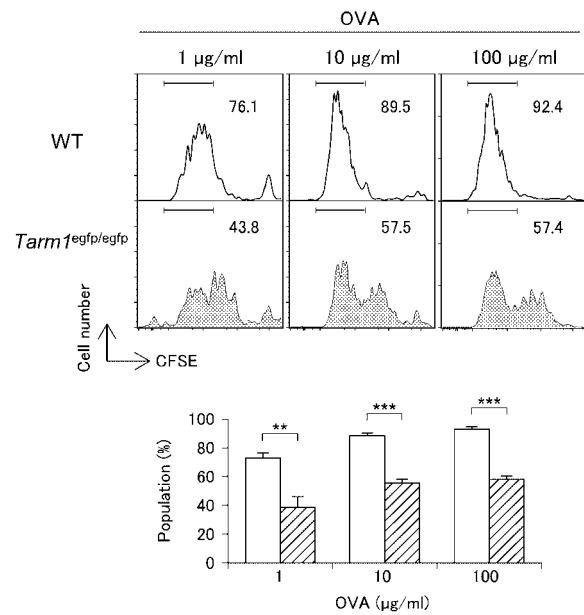 OVA
1 μg/ml 10 μg/ml 100 μg/ml
WT
76.1 89.5 92.4
Tarm1egfp/egfp
43.8 57.5 57.4
Cell number
CFSE
100
80
60
40
20
0
Population (%)
** *** ***
1 10 100
OVA (μg/ml)